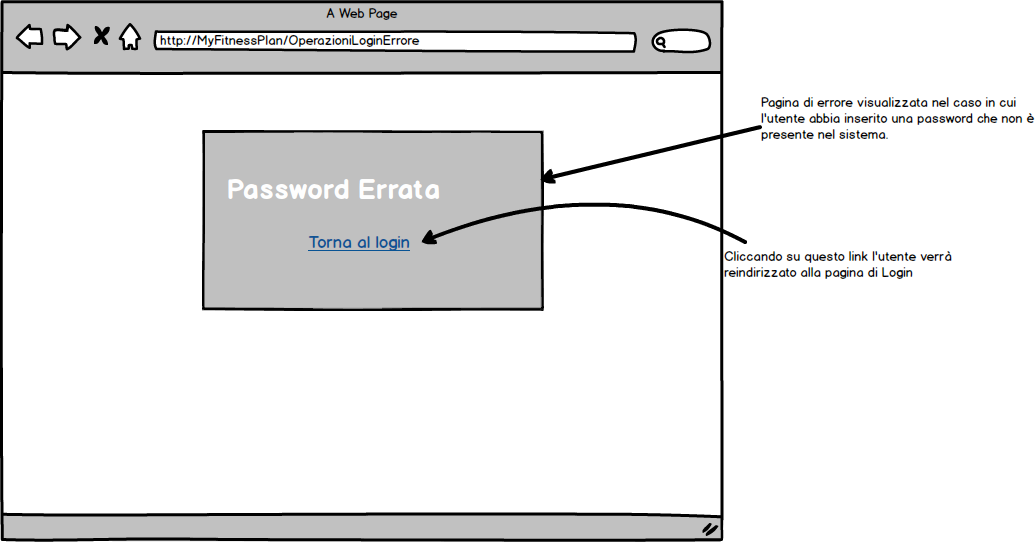 A Web Page
http://MyFitnessPlan/OperazioniLoginErrore
Pagina di errore visualizzata nel caso in cui
l'utente abbia inserito una password che non è
presente nel sistema.
Password Errata
Torna al login
Cliccando su questo link l'utente verrà
reindirizzato alla pagina di Login